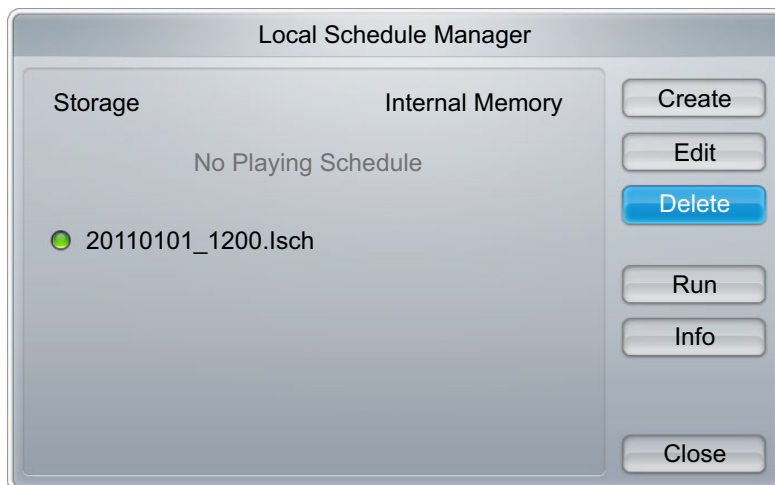 Local Schedule Manager
Storage Internal Memory
No Playing Schedule
20110101_1200.lsch
Create
Edit
Delete
Run
Info
Close